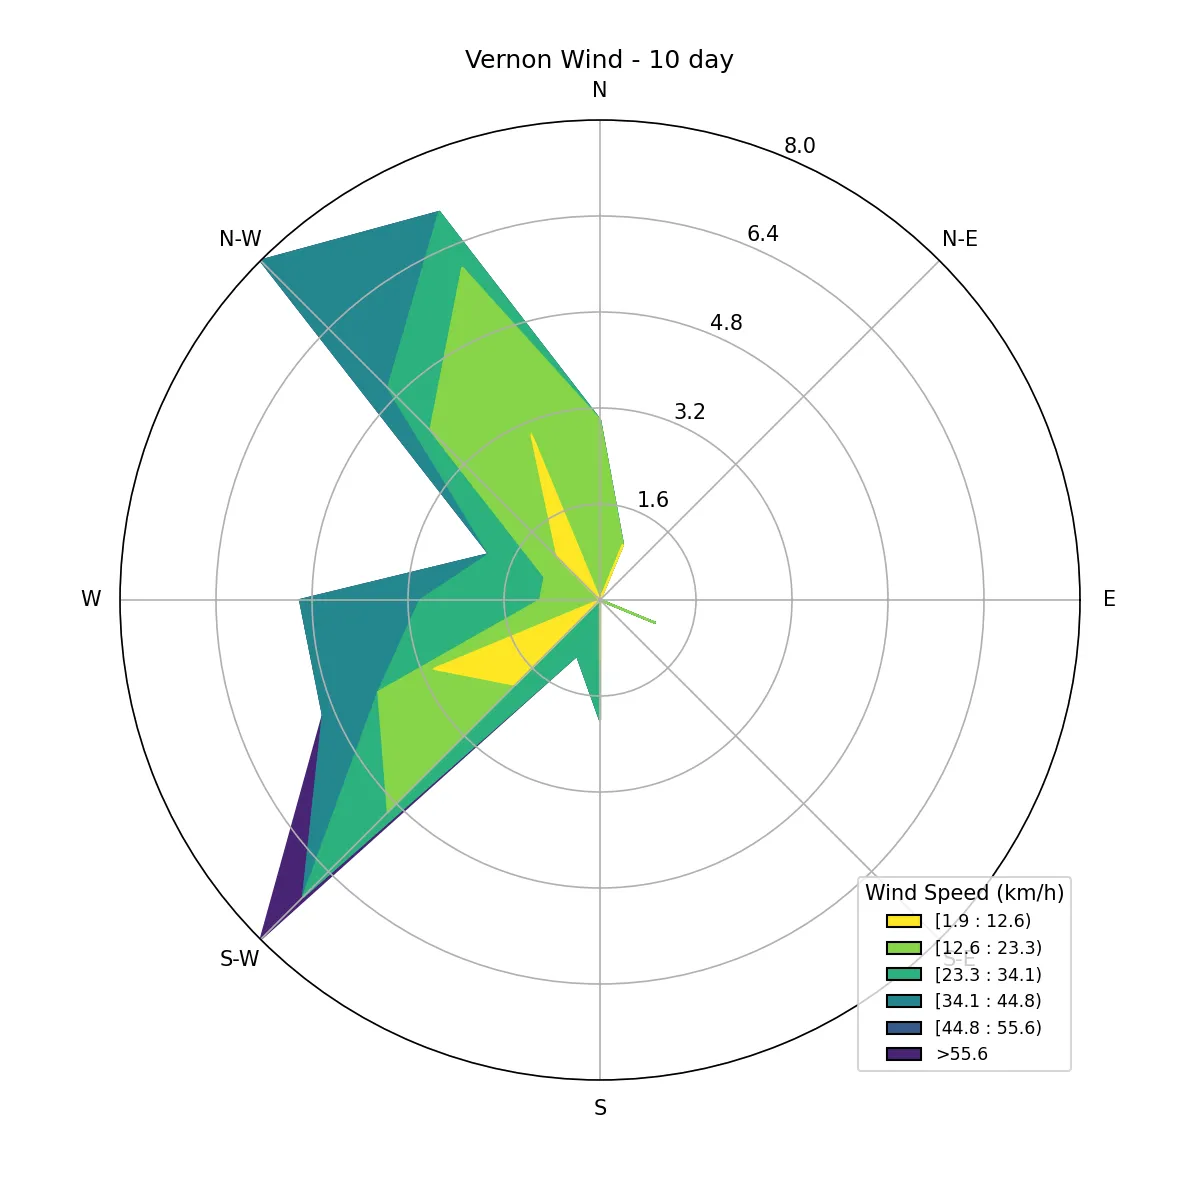 Vernon Wind - 10 day
N
8.0
N-W
6.4
N-E
4.8
3.2
1.6
W
E
Wind Speed (km/h)
[1.9 : 12.6)
[12.6 : 23.3)
S-W
S-E
[23.3 : 34.1)
[34.1 : 44.8)
[44.8 : 55.6)
>55.6
S